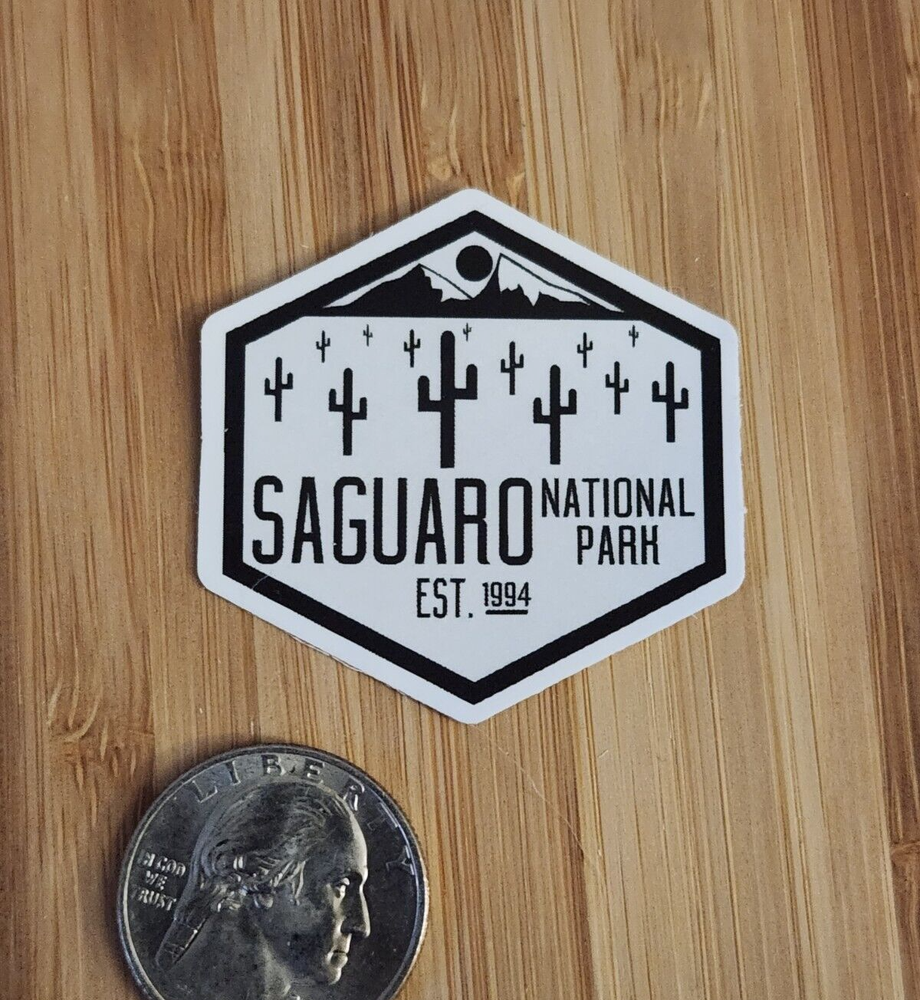 SAGUARO NATIONAL
PARK
EST. 1994
LIBERTY
IN GOD
WE
TRUST